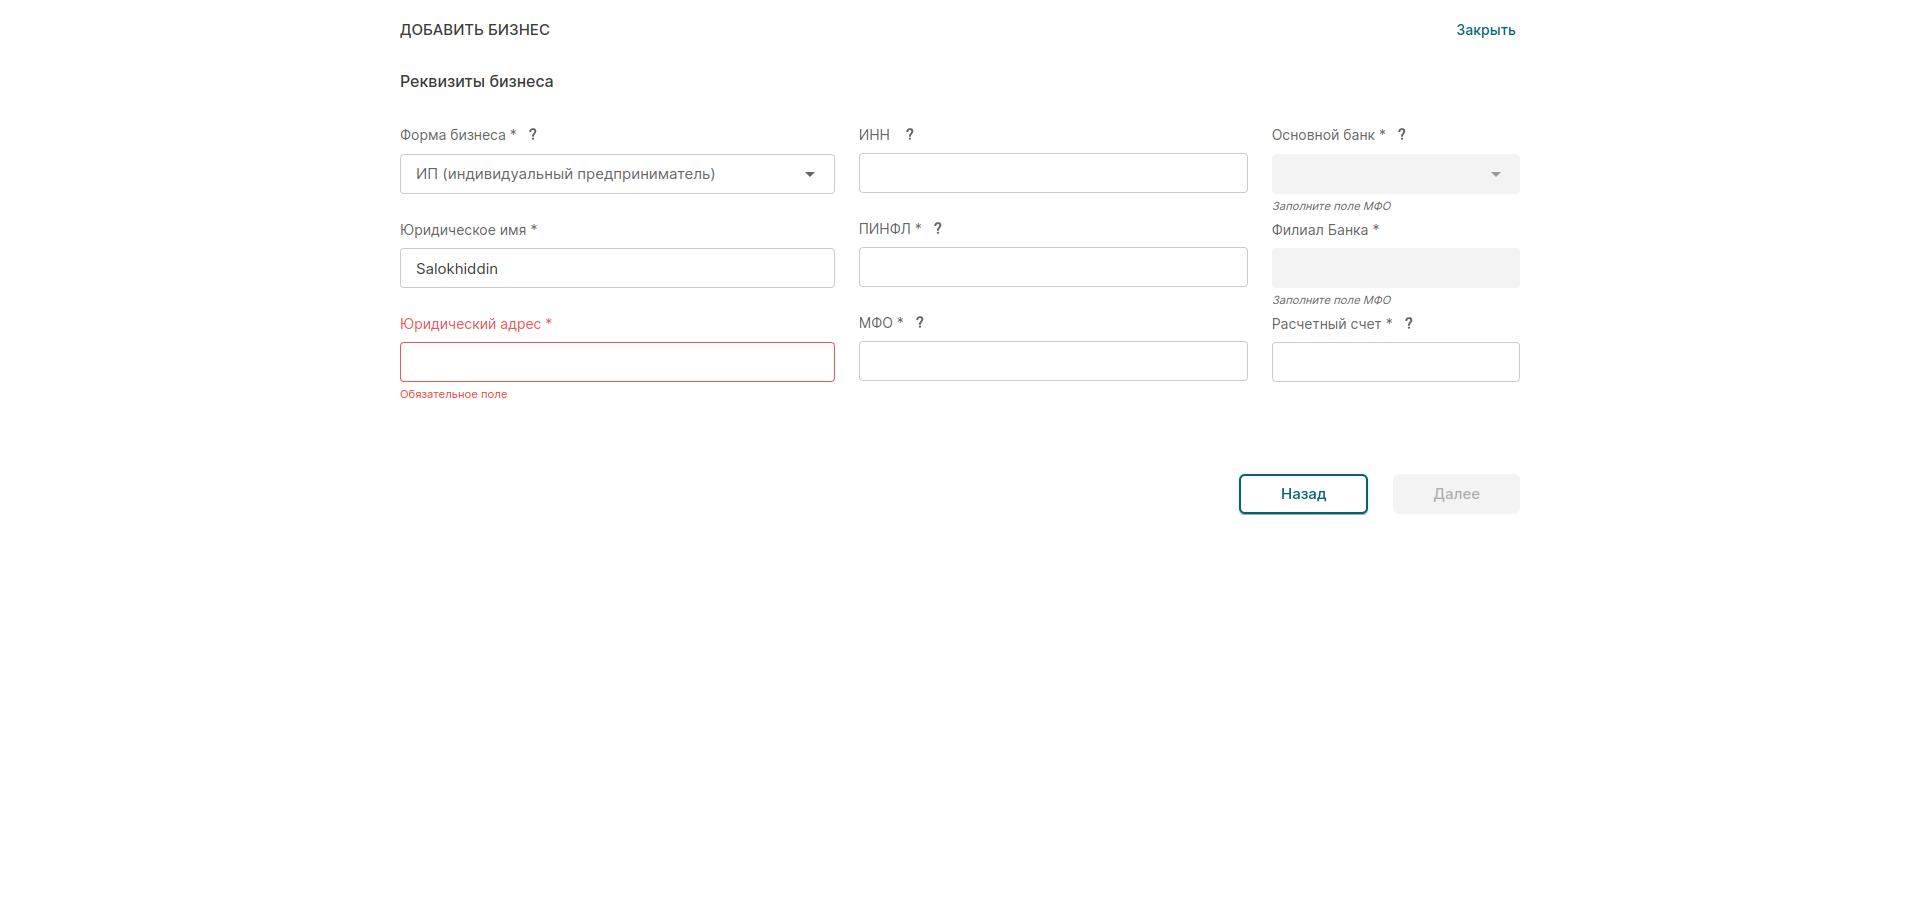 ДОБАВИТЬ БИЗНЕС
Закрыть
Реквизиты бизнеса
Форма бизнеса * ?
ИНН ?
Основной банк * ?
ИП (индивидуальный предприниматель)
Заполните поле МФО
Юридическое имя *
ПИНФЛ * ?
Филиал Банка *
Salokhiddin
Заполните поле МФО
Юридический адрес *
МФО * ?
Расчетный счет * ?
Обязательное поле
Назад
Далее